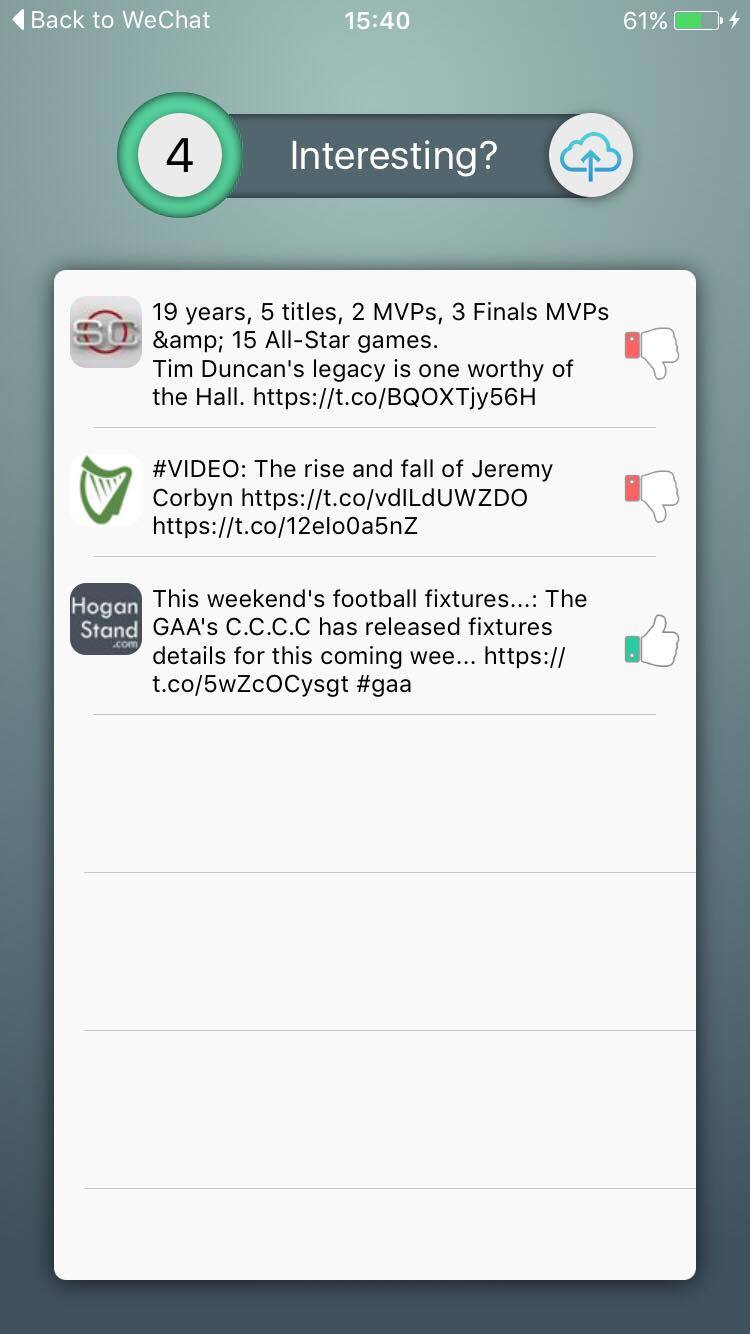 Back to WeChat
15:40
61%
4
Interesting?
SC
19 years, 5 titles, 2 MVPs, 3 Finals MVPs
&amp; 15 All-Star games.
Tim Duncan's legacy is one worthy of
the Hall. https://t.co/BQOXTjy56H
#VIDEO: The rise and fall of Jeremy
Corbyn https://t.co/vdILdUWZDO
https://t.co/12eIo0a5nZ
Hogan
Stand
.com
This weekend's football fixtures...: The
GAA's C.C.C.C has released fixtures
details for this coming wee... https://
t.co/5wZcOCysgt #gaa